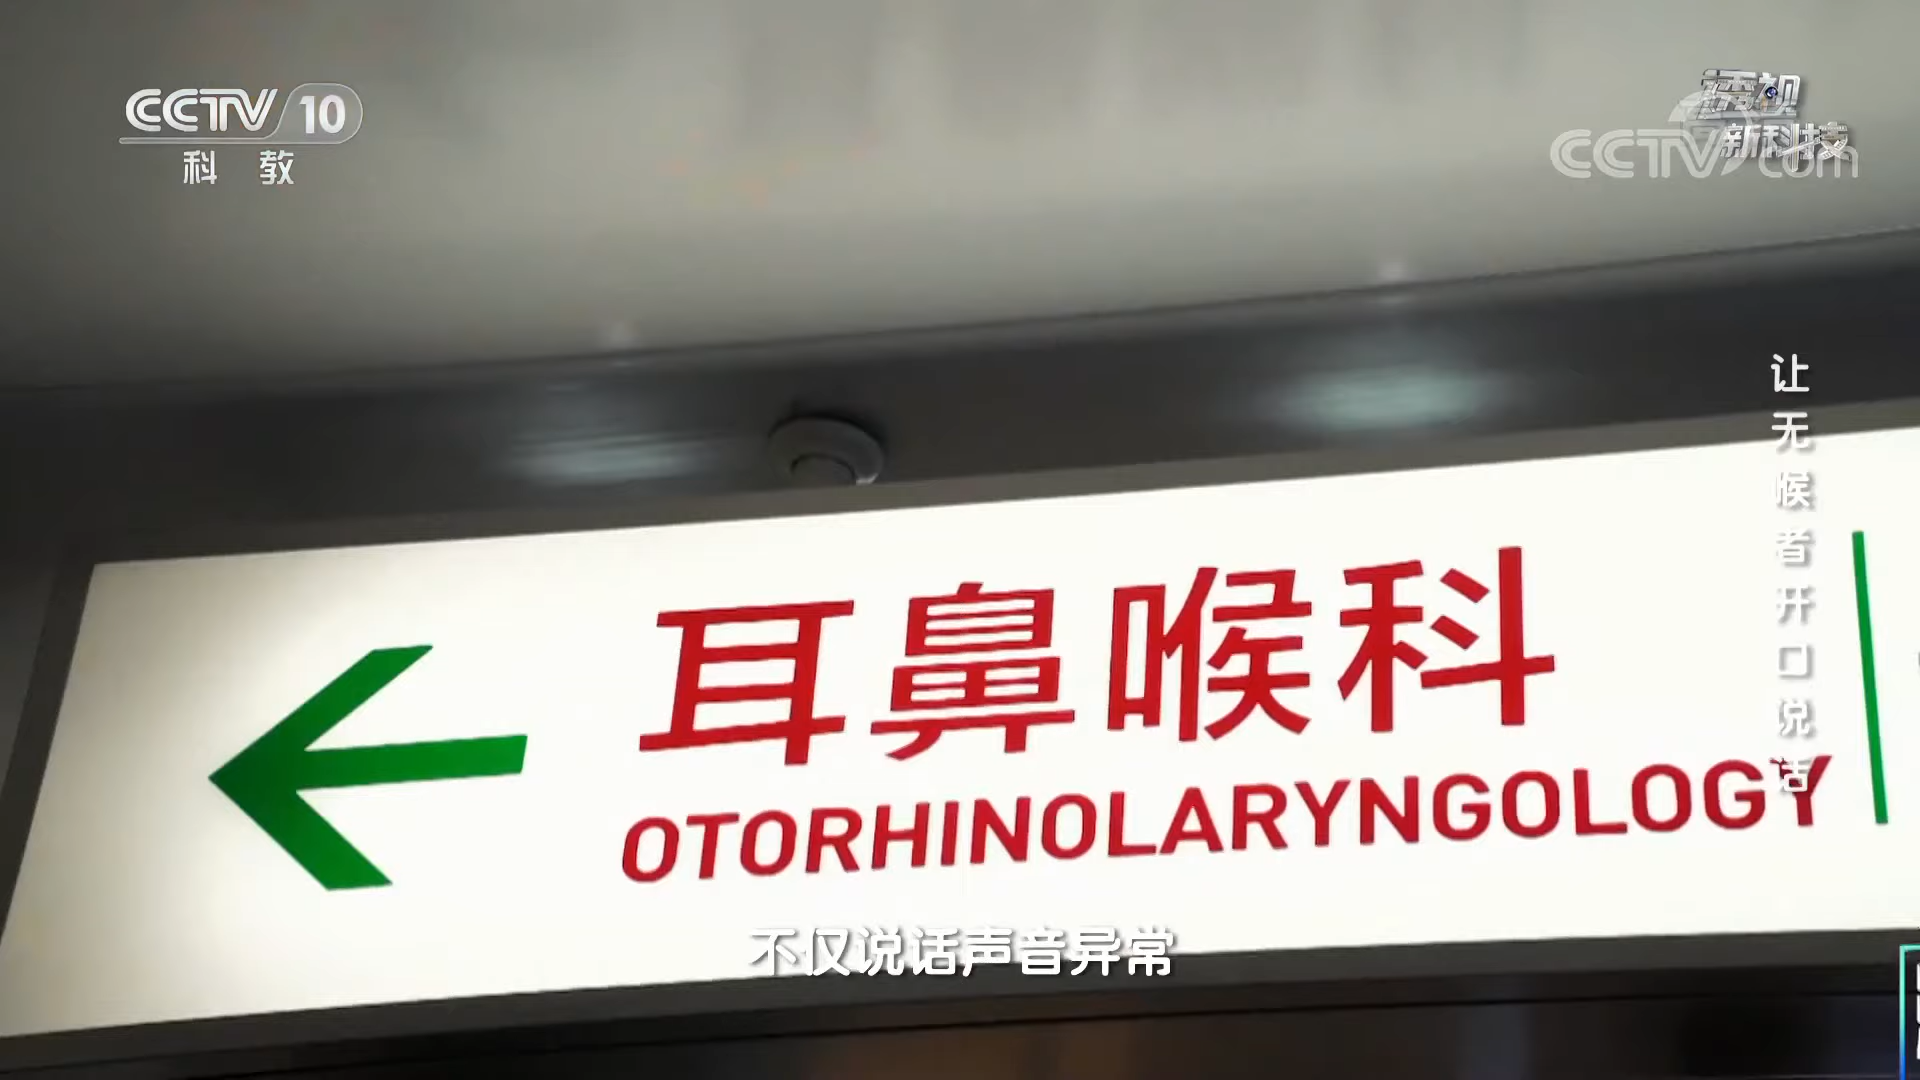 CCTV 10
科教
透视
新科技
CCTV.com
让无喉者开口说话
耳鼻喉科
OTORHINOLARYNGOLOGY
不仅说话声音异常